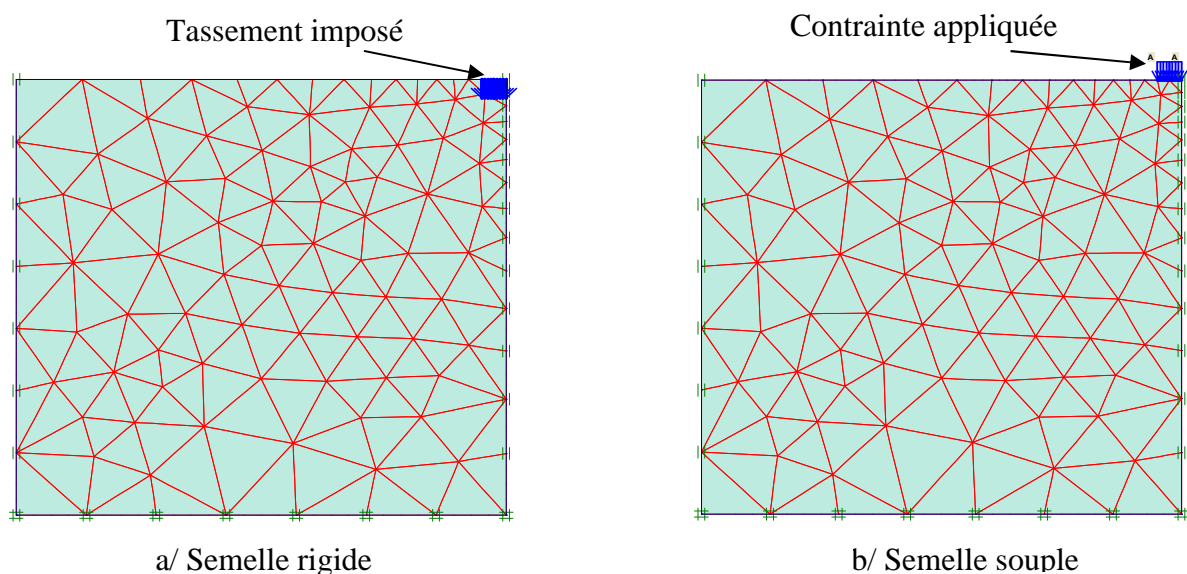 Tassement imposé
Contrainte appliquée
A A
a/ Semelle rigide
b/ Semelle souple